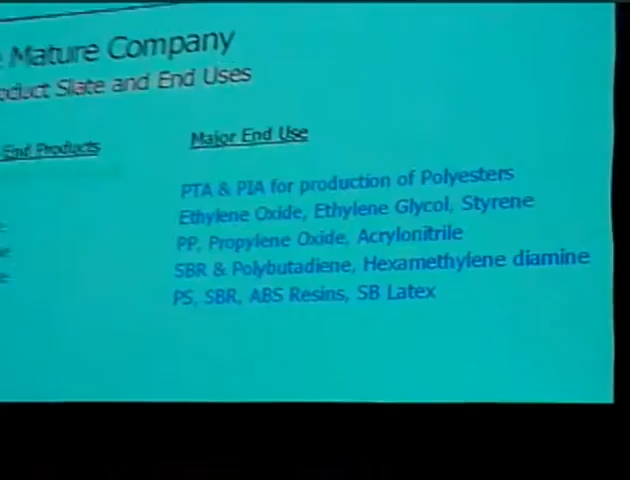 Mature Company
oduct Slate and End Uses
End Products
Major End Use
PTA & PIA for production of Polyesters
Ethylene Oxide, Ethylene Glycol, Styrene
PP, Propylene Oxide, Acrylonitrile
SBR & Polybutadiene, Hexamethylene diamine
PS, SBR, ABS Resins, SB Latex